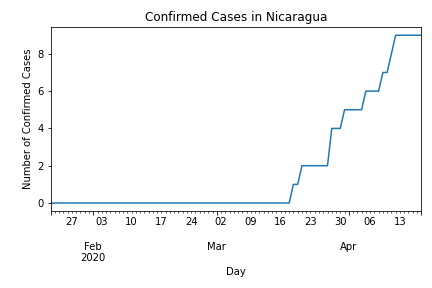 Confirmed Cases in Nicaragua
Number of Confirmed Cases
8
6
4
2
0
27 03 10 17 24 02 09 16 23 30 06 13
Feb Mar Apr
2020
Day